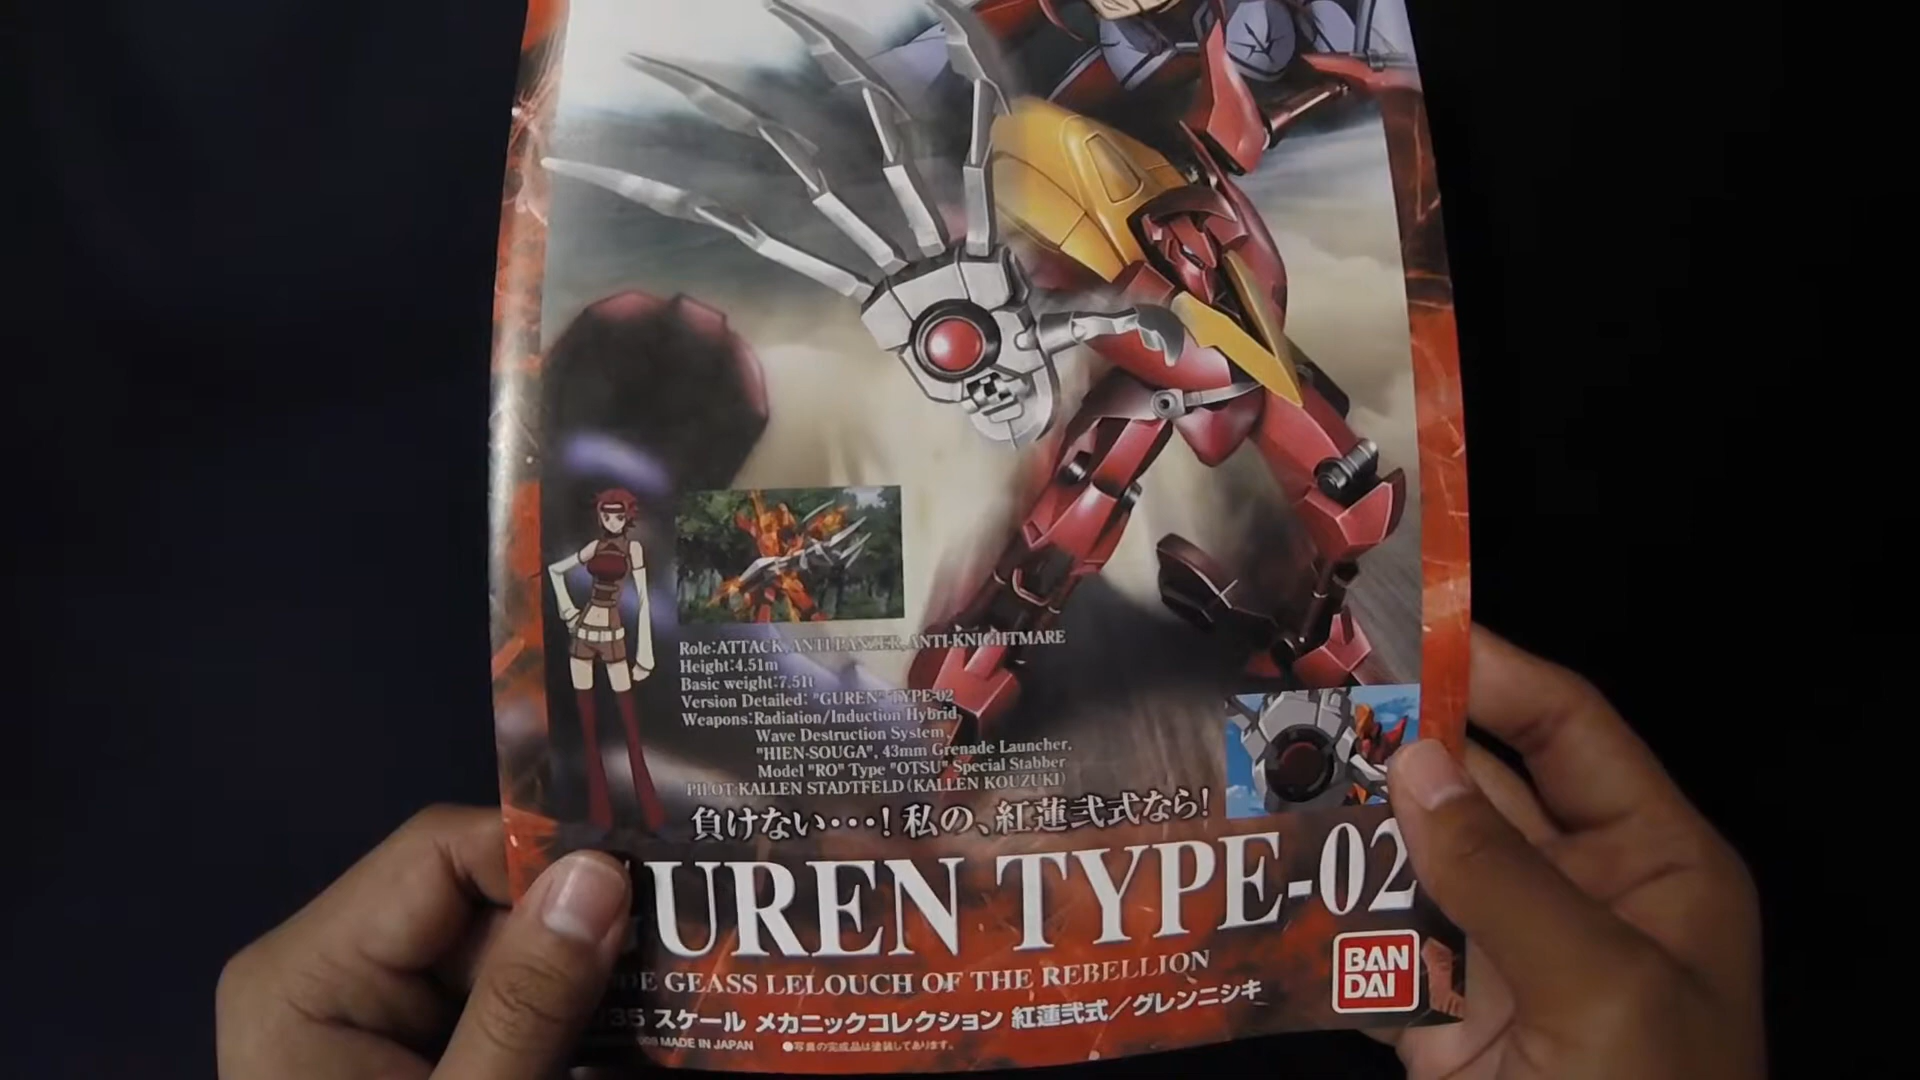 Role:ATTACK, ANTI-PANZER, ANTI-KNIGHTMARE
Height:4.51m
Basic weight:7.51t
Version Detailed: "GUREN" TYPE-02
Weapons:Radiation/Induction Hybrid
Wave Destruction System,
"HIEN-SOUGA", 43mm Grenade Launcher,
Model "RO" Type "OTSU" Special Stabber
PILOT:KALLEN STADTFELD (KALLEN KOUZUKI)
負けない・・・! 私の、紅蓮弐式なら!
UREN TYPE-02
DE GEASS LELOUCH OF THE REBELLION
BAN
DAI
/35 スケール メカニックコレクション 紅蓮弐式/グレンニシキ
MADE IN JAPAN ●写真の完成品は塗装してあります。